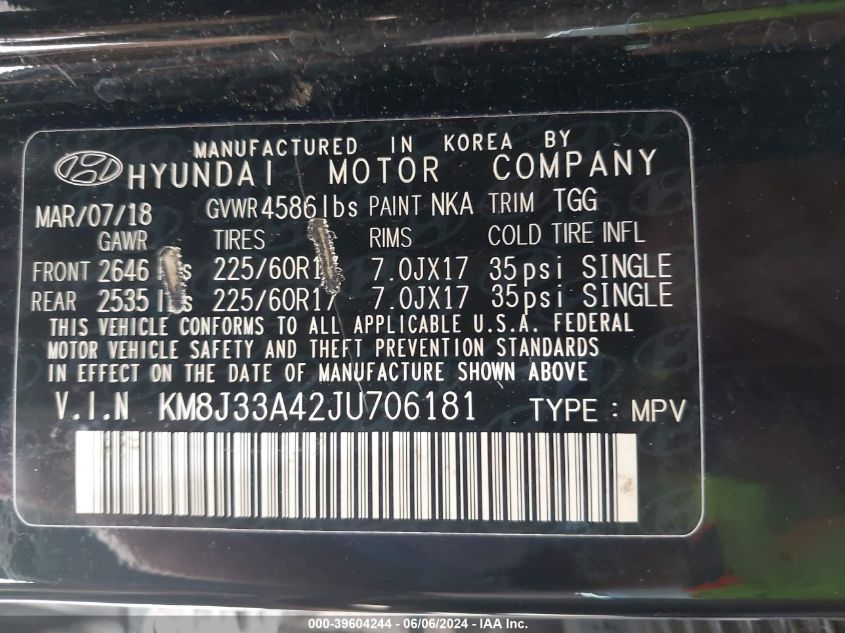 MANUFACTURED IN KOREA BY
HYUNDAI MOTOR COMPANY
MAR/07/18 GVWR 4586lbs PAINT NKA TRIM TGG
GAWR TIRES RIMS COLD TIRE INFL
FRONT 2646 225/60R17 7.0JX17 35psi SINGLE
REAR 2535 lbs 225/60R17 7.0JX17 35psi SINGLE
THIS VEHICLE CONFORMS TO ALL APPLICABLE U.S.A. FEDERAL
MOTOR VEHICLE SAFETY AND THEFT PREVENTION STANDARDS
IN EFFECT ON THE DATE OF MANUFACTURE SHOWN ABOVE
V.I.N KM8J33A42JU706181 TYPE : MPV
000-39604244 - 06/06/2024 - IAA Inc.